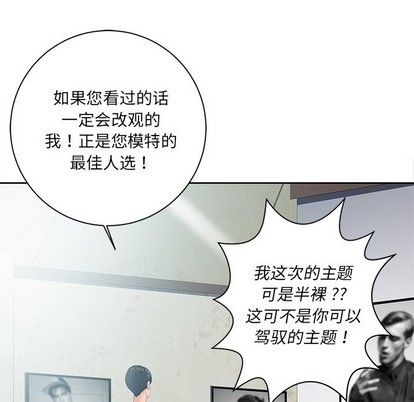 如果您看过的话
一定会改观的
我！正是您模特的
最佳人选！
我这次的主题
可是半裸??
这可不是你可以
驾驭的主题！